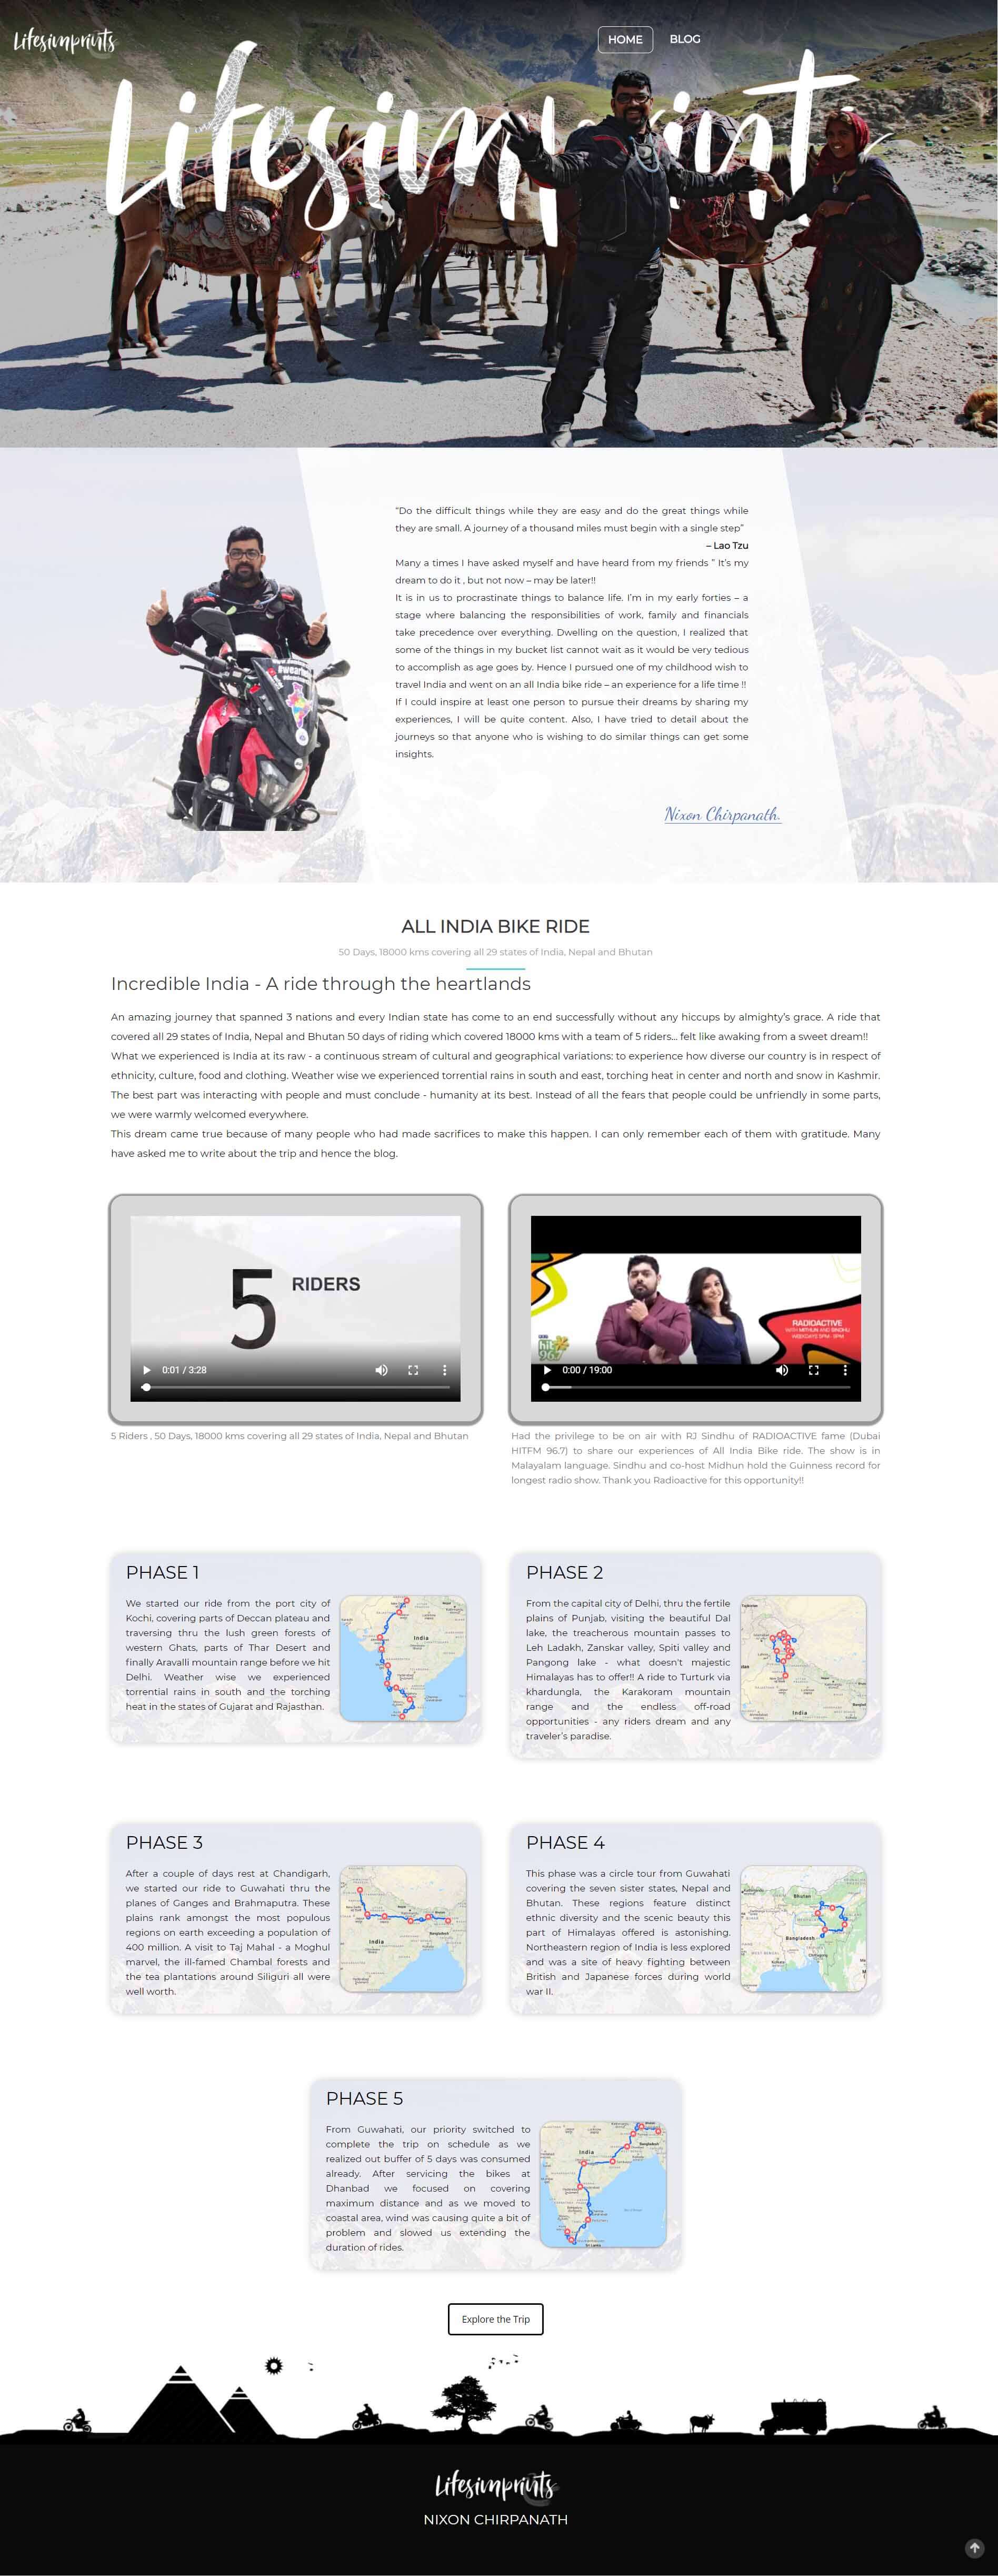 Lifesimprints
HOME
BLOG
Lifesimprint
“Do the difficult things while they are easy and do the great things while
they are small. A journey of a thousand miles must begin with a single step”
– Lao Tzu
Many a times I have asked myself and have heard from my friends ” It’s my
dream to do it , but not now – may be later!!
It is in us to procrastinate things to balance life. I’m in my early forties – a
stage where balancing the responsibilities of work, family and financials
take precedence over everything. Dwelling on the question, I realized that
some of the things in my bucket list cannot wait as it would be very tedious
to accomplish as age goes by. Hence I pursued one of my childhood wish to
travel India and went on an all India bike ride – an experience for a life time !!
If I could inspire at least one person to pursue their dreams by sharing my
experiences, I will be quite content. Also, I have tried to detail about the
journeys so that anyone who is wishing to do similar things can get some
insights.
Nixon Chirpanath.
ALL INDIA BIKE RIDE
50 Days, 18000 kms covering all 29 states of India, Nepal and Bhutan
Incredible India - A ride through the heartlands
An amazing journey that spanned 3 nations and every Indian state has come to an end successfully without any hiccups by almighty’s grace. A ride that
covered all 29 states of India, Nepal and Bhutan 50 days of riding which covered 18000 kms with a team of 5 riders... felt like awaking from a sweet dream!!
What we experienced is India at its raw - a continuous stream of cultural and geographical variations: to experience how diverse our country is in respect of
ethnicity, culture, food and clothing. Weather wise we experienced torrential rains in south and east, torching heat in center and north and snow in Kashmir.
The best part was interacting with people and must conclude - humanity at its best. Instead of all the fears that people could be unfriendly in some parts,
we were warmly welcomed everywhere.
This dream came true because of many people who had made sacrifices to make this happen. I can only remember each of them with gratitude. Many
have asked me to write about the trip and hence the blog.
5 RIDERS
0:01 / 3:28
RADIOACTIVE
WITH MITHUN AND SINDHU
WEEKDAYS 3PM - 8PM
hit
96.7
0:00 / 19:00
5 Riders , 50 Days, 18000 kms covering all 29 states of India, Nepal and Bhutan
Had the privilege to be on air with RJ Sindhu of RADIOACTIVE fame (Dubai
HITFM 96.7) to share our experiences of All India Bike ride. The show is in
Malayalam language. Sindhu and co-host Midhun hold the Guinness record for
longest radio show. Thank you Radioactive for this opportunity!!
PHASE 1
We started our ride from the port city of
Kochi, covering parts of Deccan plateau and
traversing thru the lush green forests of
western Ghats, parts of Thar Desert and
finally Aravalli mountain range before we hit
Delhi. Weather wise we experienced
torrential rains in south and the torching
heat in the states of Gujarat and Rajasthan.
India
PHASE 2
From the capital city of Delhi, thru the fertile
plains of Punjab, visiting the beautiful Dal
lake, the treacherous mountain passes to
Leh Ladakh, Zanskar valley, Spiti valley and
Pangong lake - what doesn't majestic
Himalayas has to offer!! A ride to Turturk via
khardungla, the Karakoram mountain
range and the endless off-road
opportunities - any riders dream and any
traveler’s paradise.
India
PHASE 3
After a couple of days rest at Chandigarh,
we started our ride to Guwahati thru the
planes of Ganges and Brahmaputra. These
plains rank amongst the most populous
regions on earth exceeding a population of
400 million. A visit to Taj Mahal - a Moghul
marvel, the ill-famed Chambal forests and
the tea plantations around Siliguri all were
well worth.
India
PHASE 4
This phase was a circle tour from Guwahati
covering the seven sister states, Nepal and
Bhutan. These regions feature distinct
ethnic diversity and the scenic beauty this
part of Himalayas offered is astonishing.
Northeastern region of India is less explored
and was a site of heavy fighting between
British and Japanese forces during world
war II.
Bhutan
Bangladesh
PHASE 5
From Guwahati, our priority switched to
complete the trip on schedule as we
realized out buffer of 5 days was consumed
already. After servicing the bikes at
Dhanbad we focused on covering
maximum distance and as we moved to
coastal area, wind was causing quite a bit of
problem and slowed us extending the
duration of rides.
India
Bangladesh
Sri Lanka
Explore the Trip
Lifesimprints
NIXON CHIRPANATH